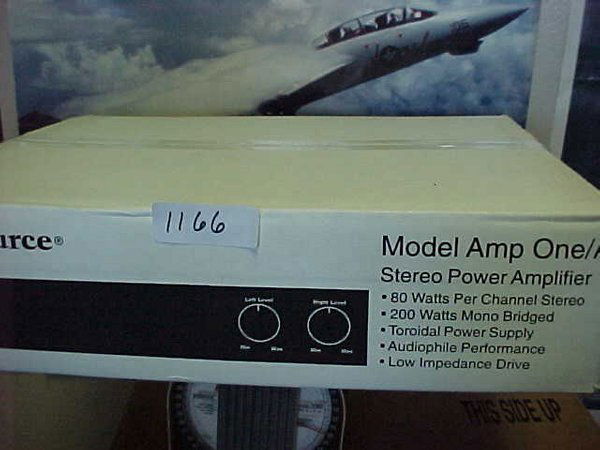 1166
urce®
Model Amp One/A
Stereo Power Amplifier
• 80 Watts Per Channel Stereo
• 200 Watts Mono Bridged
• Toroidal Power Supply
• Audiophile Performance
• Low Impedance Drive
Left Level
Right Level
THIS SIDE UP